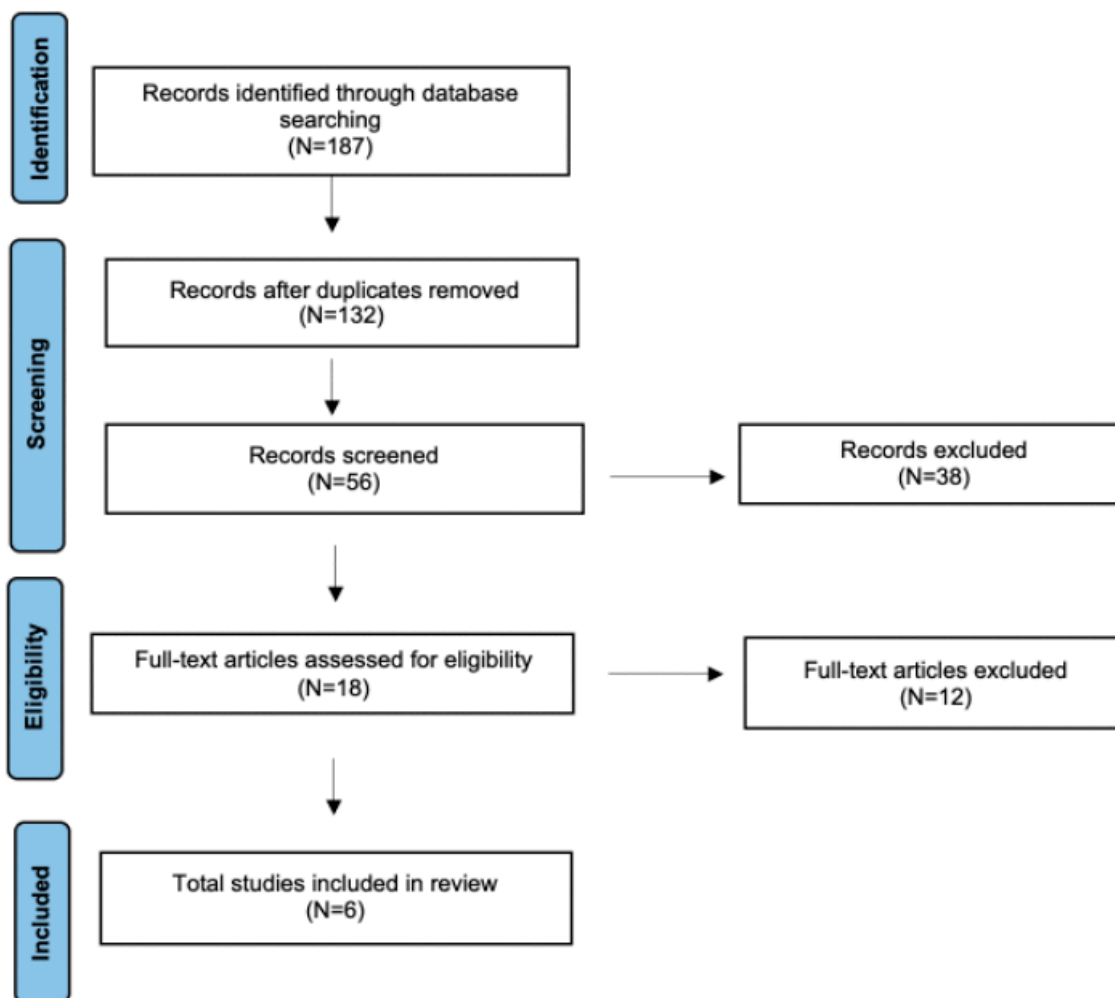 Identification
Records identified through database
searching
(N=187)
Screening
Records after duplicates removed
(N=132)
Records screened
(N=56)
Records excluded
(N=38)
Eligibility
Full-text articles assessed for eligibility
(N=18)
Full-text articles excluded
(N=12)
Included
Total studies included in review
(N=6)